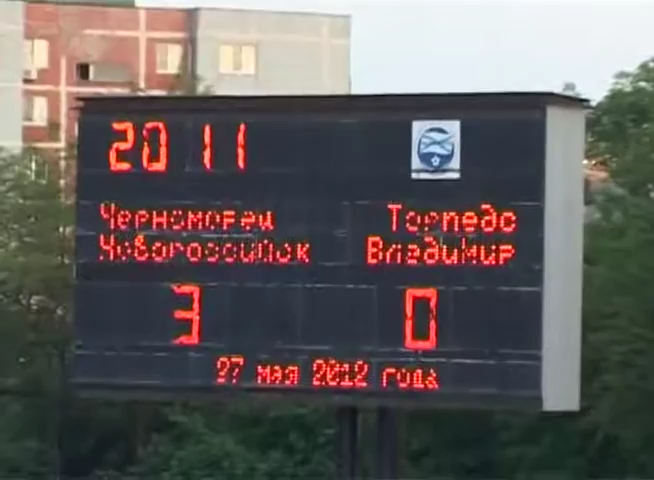 20 11
Черноморец Торпедо
Новороссийск Владимир
3 0
27 мая 2012 года